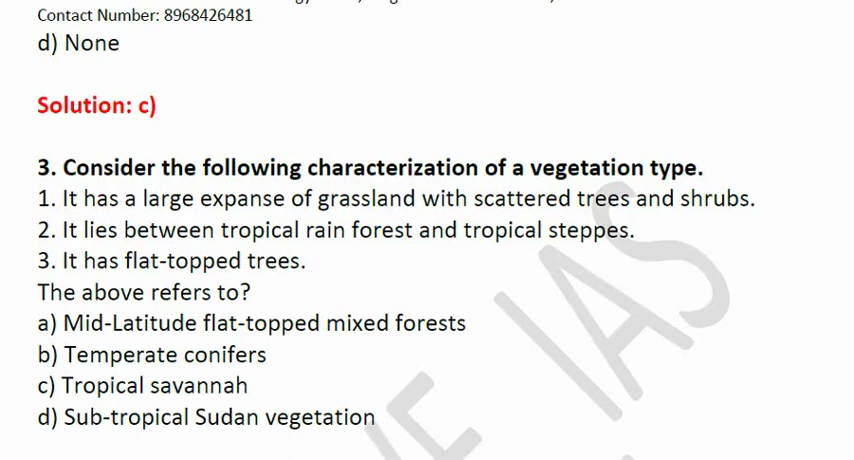 Contact Number: 8968426481
d) None
Solution: c)
3. Consider the following characterization of a vegetation type.
1. It has a large expanse of grassland with scattered trees and shrubs.
2. It lies between tropical rain forest and tropical steppes.
3. It has flat-topped trees.
The above refers to?
a) Mid-Latitude flat-topped mixed forests
b) Temperate conifers
c) Tropical savannah
d) Sub-tropical Sudan vegetation
IAS